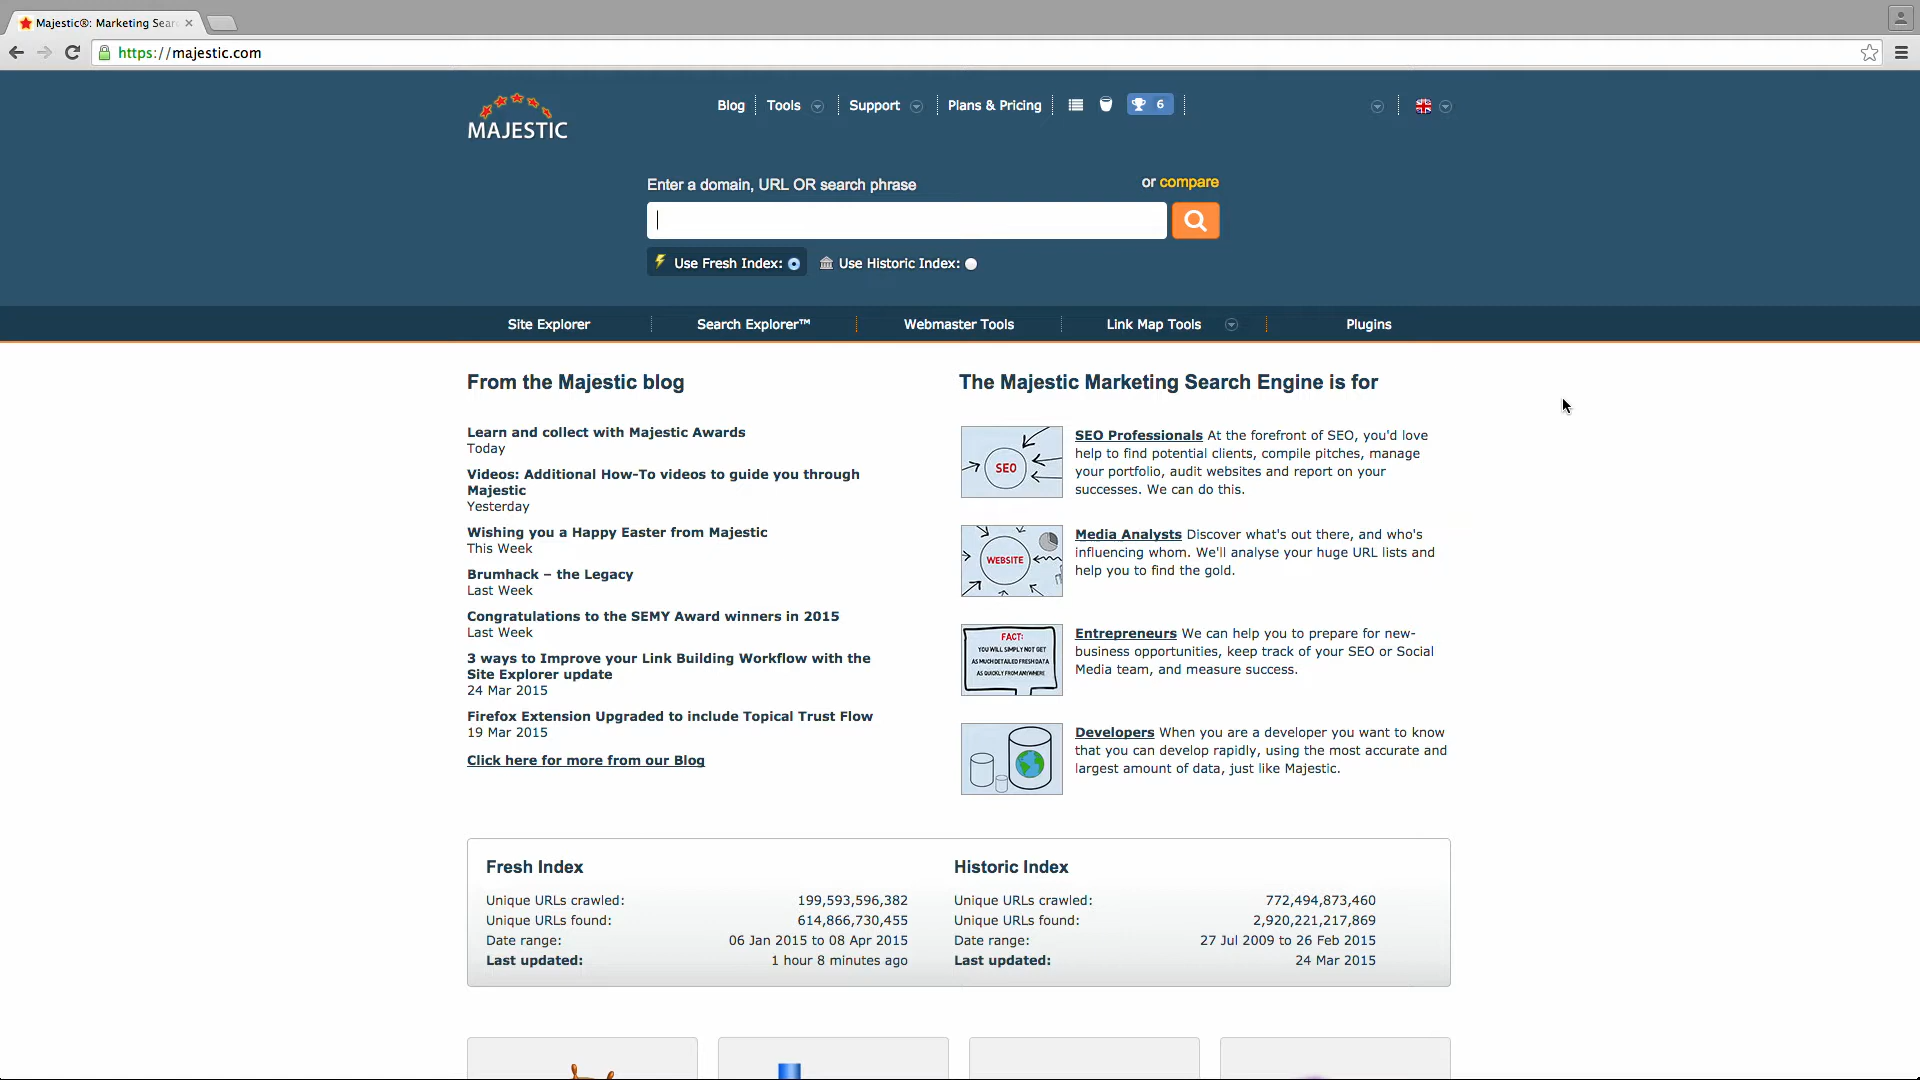 Majestic®: Marketing Sear
https://majestic.com
MAJESTIC
Blog
Tools
Support
Plans & Pricing
6
Enter a domain, URL OR search phrase
or compare
Use Fresh Index:
Use Historic Index:
Site Explorer
Search Explorer™
Webmaster Tools
Link Map Tools
Plugins
From the Majestic blog
Learn and collect with Majestic Awards
Today
Videos: Additional How-To videos to guide you through
Majestic
Yesterday
Wishing you a Happy Easter from Majestic
This Week
Brumhack – the Legacy
Last Week
Congratulations to the SEMY Award winners in 2015
Last Week
3 ways to Improve your Link Building Workflow with the
Site Explorer update
24 Mar 2015
Firefox Extension Upgraded to include Topical Trust Flow
19 Mar 2015
Click here for more from our Blog
The Majestic Marketing Search Engine is for
SEO
SEO Professionals At the forefront of SEO, you'd love
help to find potential clients, compile pitches, manage
your portfolio, audit websites and report on your
successes. We can do this.
WEBSITE
Media Analysts Discover what's out there, and who's
influencing whom. We'll analyse your huge URL lists and
help you to find the gold.
FACT:
YOU WILL SIMPLY NOT GET
AS MUCH DETAILED FRESH DATA
AS QUICKLY FROM ANYWHERE
Entrepreneurs We can help you to prepare for new-
business opportunities, keep track of your SEO or Social
Media team, and measure success.
Developers When you are a developer you want to know
that you can develop rapidly, using the most accurate and
largest amount of data, just like Majestic.
Fresh Index
Unique URLs crawled: 199,593,596,382
Unique URLs found: 614,866,730,455
Date range: 06 Jan 2015 to 08 Apr 2015
Last updated: 1 hour 8 minutes ago
Historic Index
Unique URLs crawled: 772,494,873,460
Unique URLs found: 2,920,221,217,869
Date range: 27 Jul 2009 to 26 Feb 2015
Last updated: 24 Mar 2015